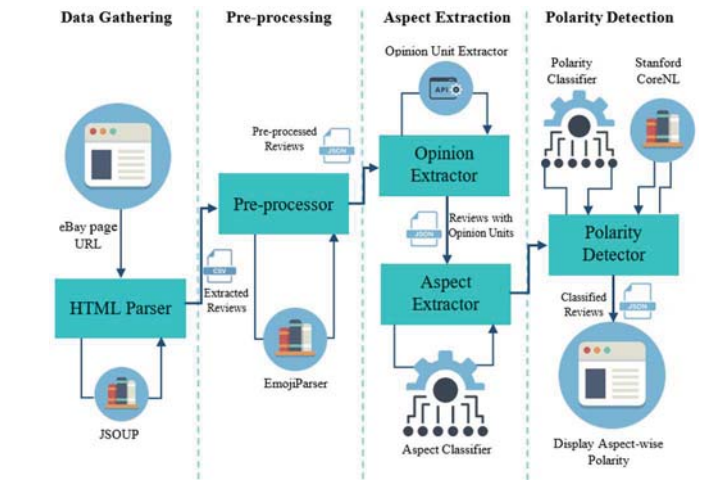 Data Gathering
Pre-processing
Aspect Extraction
Polarity Detection
eBay page
URL
HTML Parser
JSOUP
CSV
Extracted
Reviews
Pre-processor
EmojiParser
Pre-processed
Reviews
JSON
Opinion Unit Extractor
API
Opinion
Extractor
JSON
Reviews with
Opinion Units
Aspect
Extractor
Aspect Classifier
Polarity
Classifier
Stanford
CoreNL
Polarity
Detector
Classified
Reviews
JSON
Display Aspect-wise
Polarity